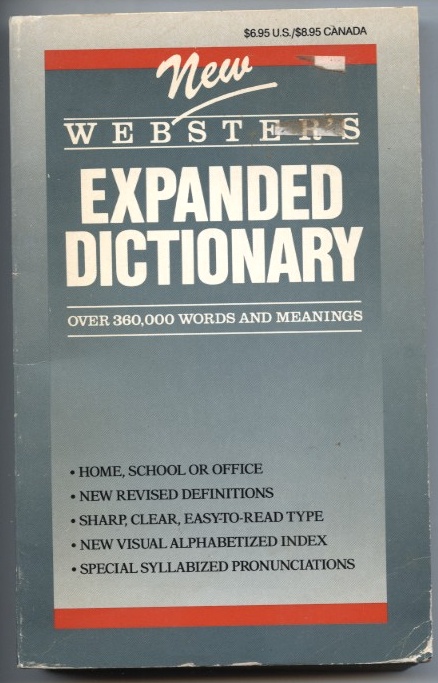 $6.95 U.S./$8.95 CANADA
New
WEBSTER'S
EXPANDED
DICTIONARY
OVER 360,000 WORDS AND MEANINGS
• HOME, SCHOOL OR OFFICE
• NEW REVISED DEFINITIONS
• SHARP, CLEAR, EASY-TO-READ TYPE
• NEW VISUAL ALPHABETIZED INDEX
• SPECIAL SYLLABIZED PRONUNCIATIONS